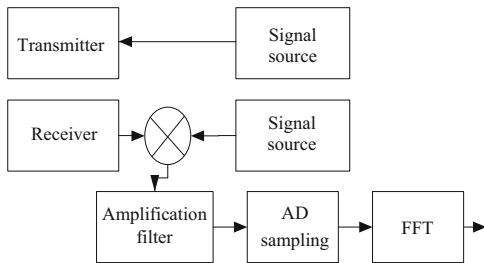 Transmitter
Signal
source
Receiver
Signal
source
Amplification
filter
AD
sampling
FFT